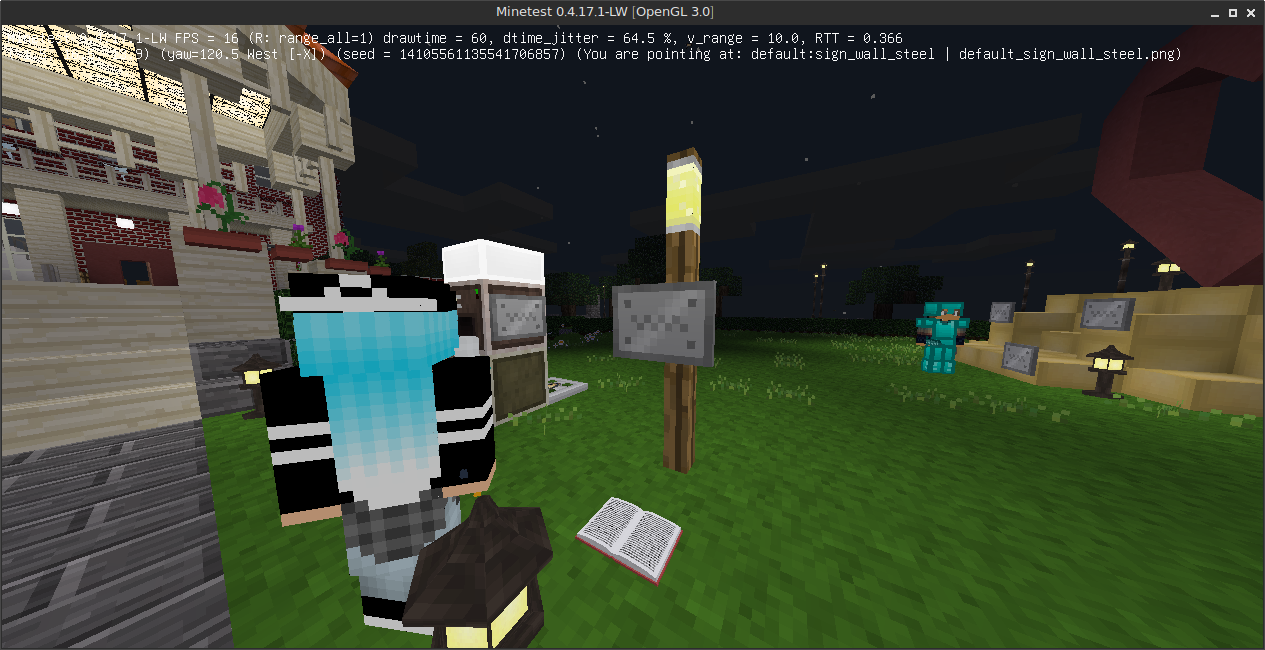 Minetest 0.4.17.1-LW [OpenGL 3.0]
.1-LW FPS = 16 (R: range_all=1) drawtime = 60, dtime_jitter = 64.5 %, v_range = 10.0, RTT = 0.366
9) (yaw=120.5 West [-X]) (seed = 14105561135541706857) (You are pointing at: default:sign_wall_steel | default_sign_wall_steel.png)